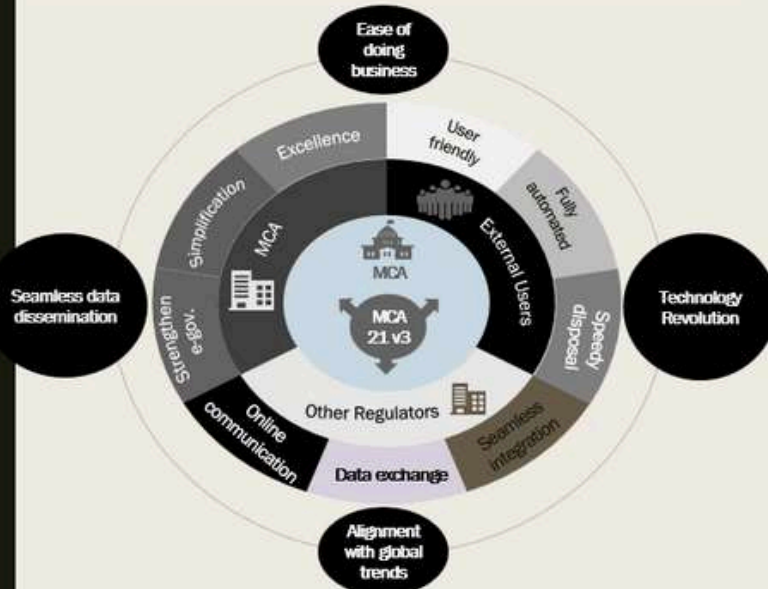 Ease of
doing
business
Excellence
User
friendly
Simplification
Fully
automated
MCA
External Users
MCA
Seamless data
dissemination
MCA
21 v3
Technology
Revolution
Strengthen
e-gov.
Speedy
disposal
Other Regulators
Online
communication
Seamless
integration
Data exchange
Alignment
with global
trends